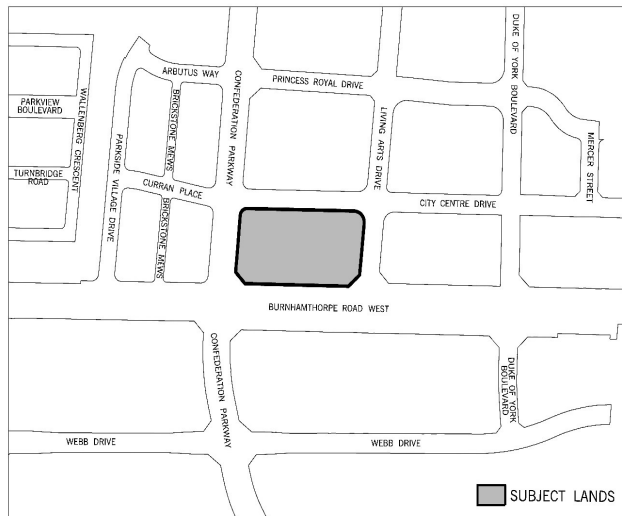 ARBUTUS WAY
PRINCESS ROYAL DRIVE
DUKE OF YORK BOULEVARD
CONFEDERATION PARKWAY
WALLENBERG CRESCENT
PARKVIEW
BOULEVARD
BRICKSTONE MEWS
LIVING ARTS DRIVE
MERCER STREET
PARKSIDE VILLAGE DRIVE
TURNBRIDGE
ROAD
CURRAN PLACE
CITY CENTRE DRIVE
BRICKSTONE MEWS
BURNHAMTHORPE ROAD WEST
CONFEDERATION PARKWAY
DUKE OF YORK
BOULEVARD
WEBB DRIVE
WEBB DRIVE
SUBJECT LANDS